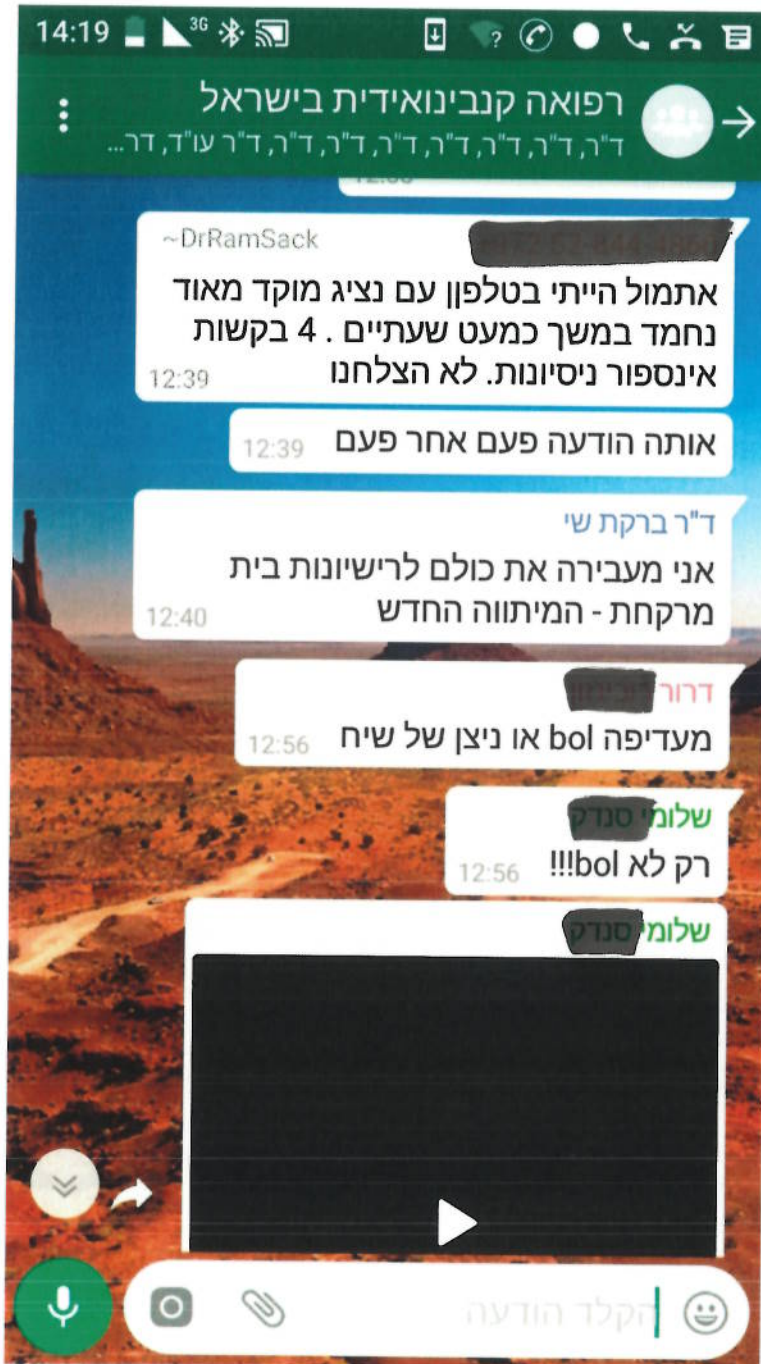 14:19 3G
רפואה קנבינואידית בישראל
ד"ר, ד"ר, ד"ר, ד"ר, ד"ר, ד"ר, ד"ר, ד"ר עו"ד, דר...
~DrRamSack
אתמול הייתי בטלפןן עם נציג מוקד מאוד
נחמד במשך כמעט שעתיים . 4 בקשות
אינספור ניסיונות. לא הצלחנו
12:39
אותה הודעה פעם אחר פעם 12:39
ד"ר ברקת שי
אני מעבירה את כולם לרישיונות בית
מרקחת - המיתווה החדש
12:40
דרור
מעדיפה bol או ניצן של שיח 12:56
שלומי
רק לא bol!!! 12:56
שלומי
הקלד הודעה